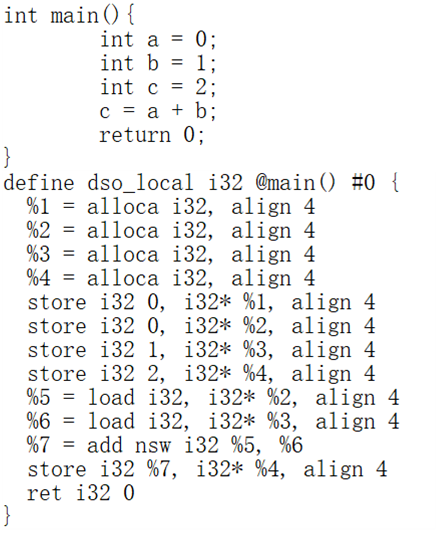 int main(){
        int a = 0;
        int b = 1;
        int c = 2;
        c = a + b;
        return 0;
}
define dso_local i32 @main() #0 {
  %1 = alloca i32, align 4
  %2 = alloca i32, align 4
  %3 = alloca i32, align 4
  %4 = alloca i32, align 4
  store i32 0, i32* %1, align 4
  store i32 0, i32* %2, align 4
  store i32 1, i32* %3, align 4
  store i32 2, i32* %4, align 4
  %5 = load i32, i32* %2, align 4
  %6 = load i32, i32* %3, align 4
  %7 = add nsw i32 %5, %6
  store i32 %7, i32* %4, align 4
  ret i32 0
}